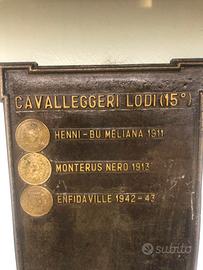 CAVALLEGGERI LODI (15°)
HENNI-BU MELIANA 1911
MONTERUS NERO 1913
ENFIDAVILLE 1942-43
subito